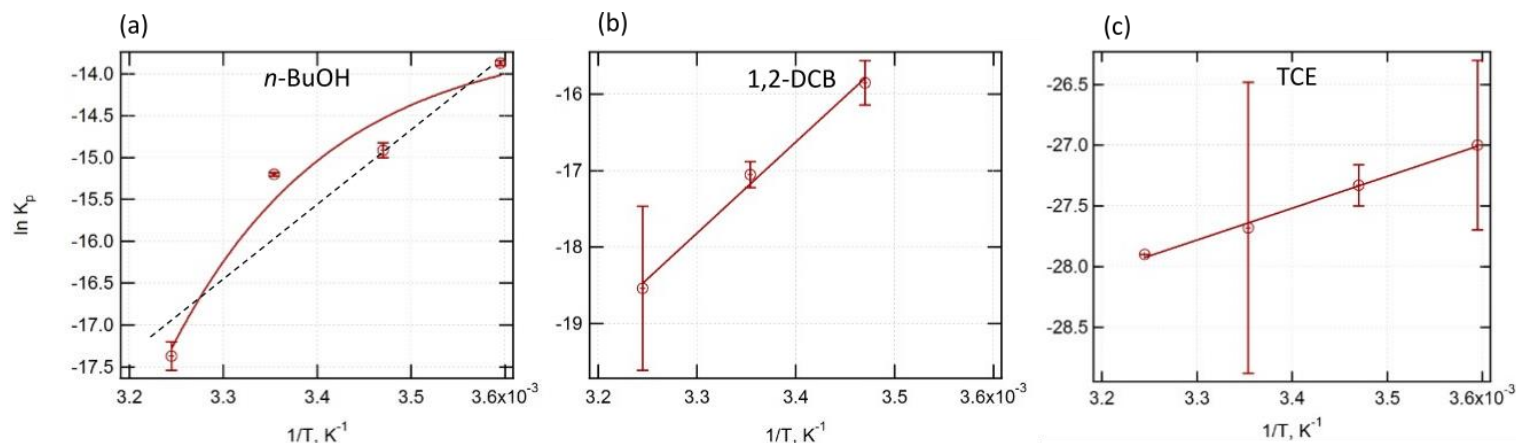 (a)
n-BuOH
ln Kp
-14.0
-14.5
-15.0
-15.5
-16.0
-16.5
-17.0
-17.5
3.2
3.3
3.4
3.5
3.6x10⁻³
1/T, K⁻¹
(b)
1,2-DCB
-16
-17
-18
-19
3.2
3.3
3.4
3.5
3.6x10⁻³
1/T, K⁻¹
(c)
TCE
-26.5
-27.0
-27.5
-28.0
-28.5
3.2
3.3
3.4
3.5
3.6x10⁻³
1/T, K⁻¹